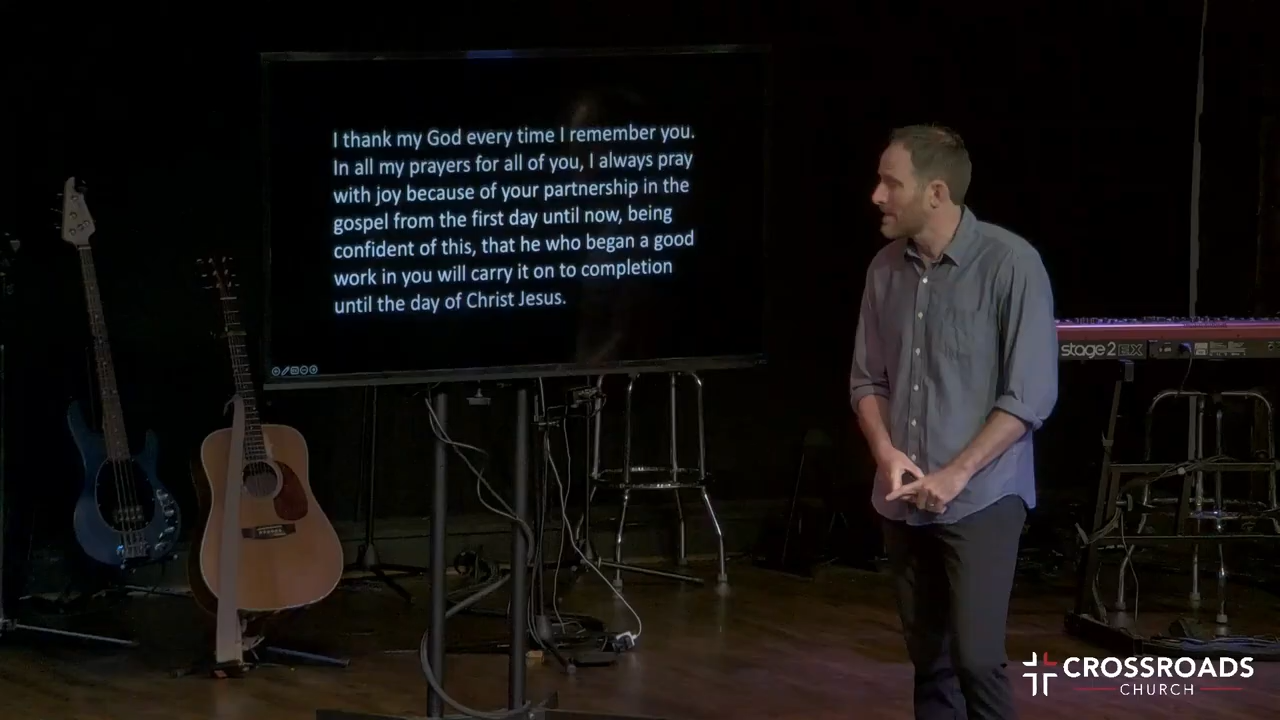 I thank my God every time I remember you.
In all my prayers for all of you, I always pray
with joy because of your partnership in the
gospel from the first day until now, being
confident of this, that he who began a good
work in you will carry it on to completion
until the day of Christ Jesus.
stage 2 EX
CROSSROADS
CHURCH